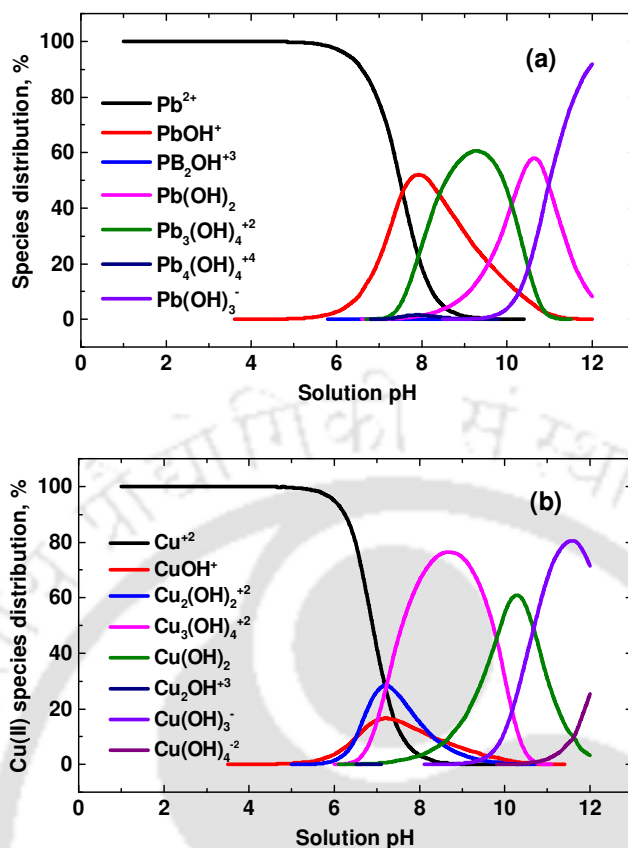 (a)
Species distribution, %
100
80
60
40
20
0
Pb²⁺
PbOH⁺
PB₂OH⁺³
Pb(OH)₂
Pb₃(OH)₄⁺²
Pb₄(OH)₄⁺⁴
Pb(OH)₃⁻
0 2 4 6 8 10 12
Solution pH
(b)
Cu(II) species distribution, %
100
80
60
40
20
0
Cu⁺²
CuOH⁺
Cu₂(OH)₂⁺²
Cu₃(OH)₄⁺²
Cu(OH)₂
Cu₂OH⁺³
Cu(OH)₃⁻
Cu(OH)₄⁻²
0 2 4 6 8 10 12
Solution pH